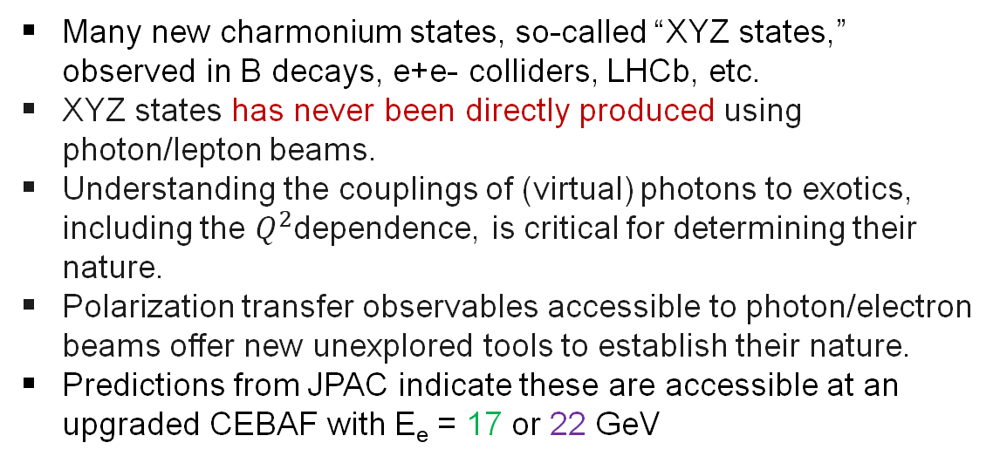 ▪ Many new charmonium states, so-called “XYZ states,”
observed in B decays, e+e- colliders, LHCb, etc.
▪ XYZ states has never been directly produced using
photon/lepton beams.
▪ Understanding the couplings of (virtual) photons to exotics,
including the Q² dependence, is critical for determining their
nature.
▪ Polarization transfer observables accessible to photon/electron
beams offer new unexplored tools to establish their nature.
▪ Predictions from JPAC indicate these are accessible at an
upgraded CEBAF with Eₑ = 17 or 22 GeV